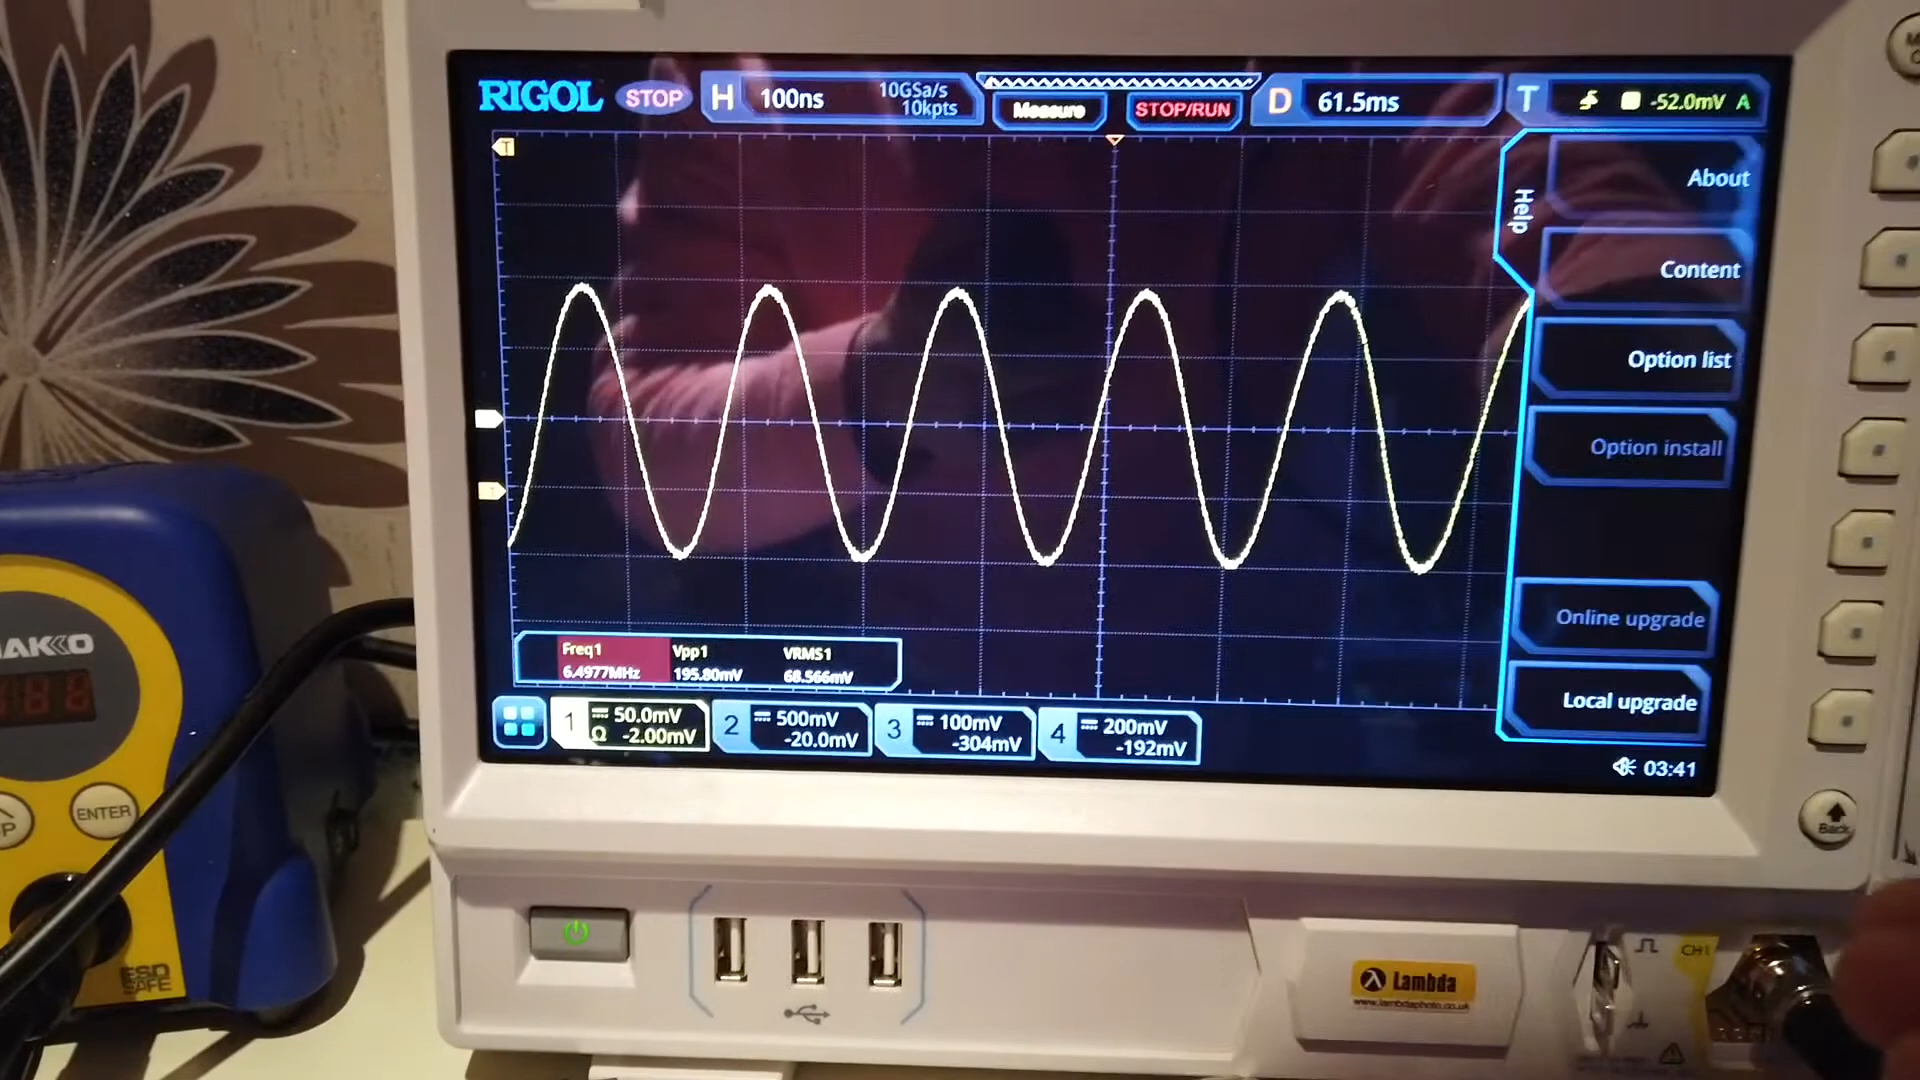 RIGOL STOP H 100ns 10GSa/s
10kpts
Measure STOP/RUN D 61.5ms T -52.0mV A
T
Help
About
Content
Option list
Option install
Online upgrade
Local upgrade
Freq1 Vpp1 VRMS1
6.4977MHz 195.80mV 68.566mV
1 50.0mV
Ω -2.00mV
2 500mV
-20.0mV
3 100mV
-304mV
4 200mV
-192mV
03:41
Back
ENTER
ESD
SAFE
λ Lambda
www.lambdaphoto.co.uk
CH1